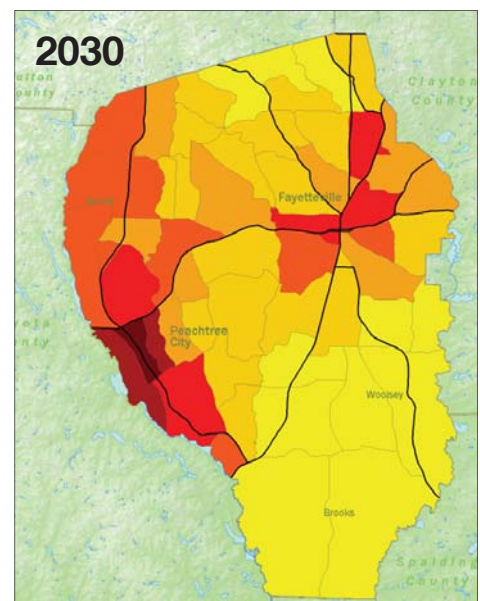 2030
Clayton
County
Fayetteville
Peachtree
City
Woolsey
Brooks
Spalding
County